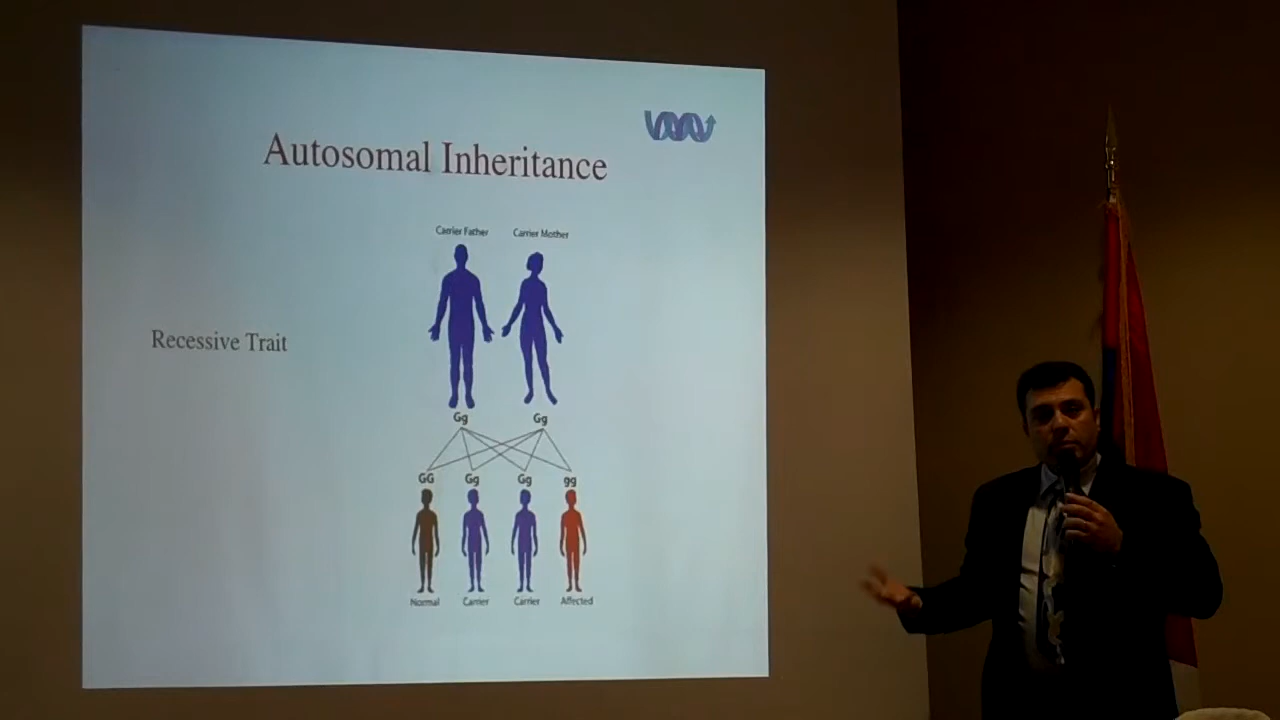 Autosomal Inheritance
Carrier Father Carrier Mother
Recessive Trait
Gg Gg
GG Gg Gg gg
Normal Carrier Carrier Affected